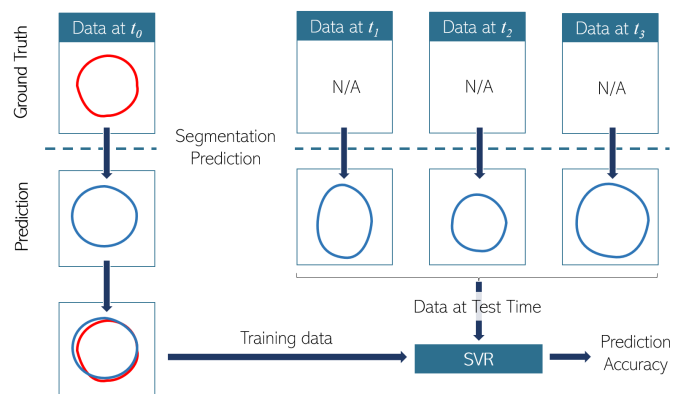 Data at t0
Data at t1
Data at t2
Data at t3
Ground Truth
N/A
N/A
N/A
Segmentation
Prediction
Prediction
Data at Test Time
Training data
SVR
Prediction
Accuracy